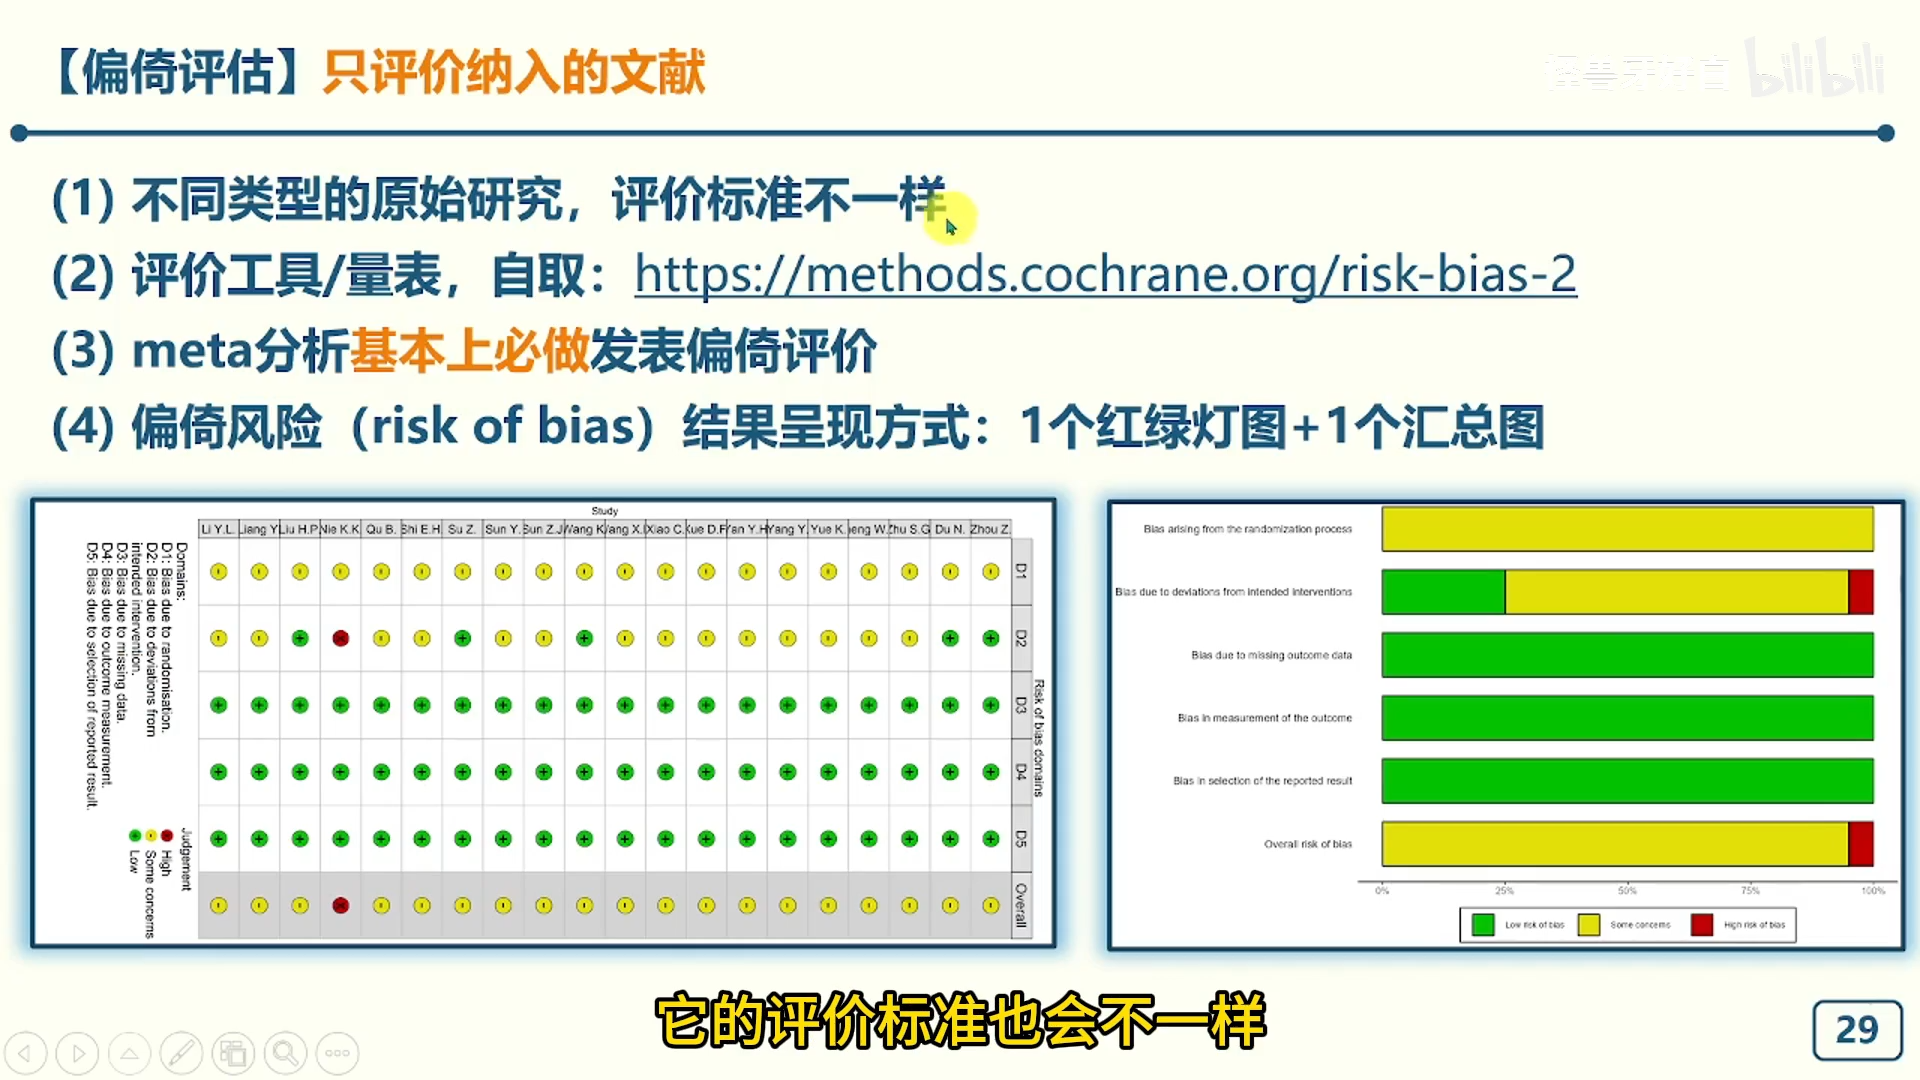 【偏倚评估】只评价纳入的文献
bilibili
(1) 不同类型的原始研究，评价标准不一样
(2) 评价工具/量表，自取：https://methods.cochrane.org/risk-bias-2
(3) meta分析基本上必做发表偏倚评价
(4) 偏倚风险（risk of bias）结果呈现方式：1个红绿灯图+1个汇总图
Study
Li Y.L. Liu H.P. Nie K.K. Qu B. Shi E.H. Su Z. Sun Y. Xiao C. Yang Y. Yue K. Zhu S.G Du N. Zhou Z.
D1
D2
D3
D4
D5
Overall
Risk of bias domains
Domains:
D1: Bias due to randomisation.
D2: Bias due to deviations from
intended intervention.
D3: Bias due to missing data.
D4: Bias due to outcome measurement.
D5: Bias due to selection of reported result.
Judgement
High
Some concerns
Low
Bias arising from the randomization process
Bias due to deviations from intended interventions
Bias due to missing outcome data
Bias in measurement of the outcome
Bias in selection of the reported result
Overall risk of bias
0% 25% 50% 75% 100%
Low risk of bias Some concerns High risk of bias
它的评价标准也会不一样
29